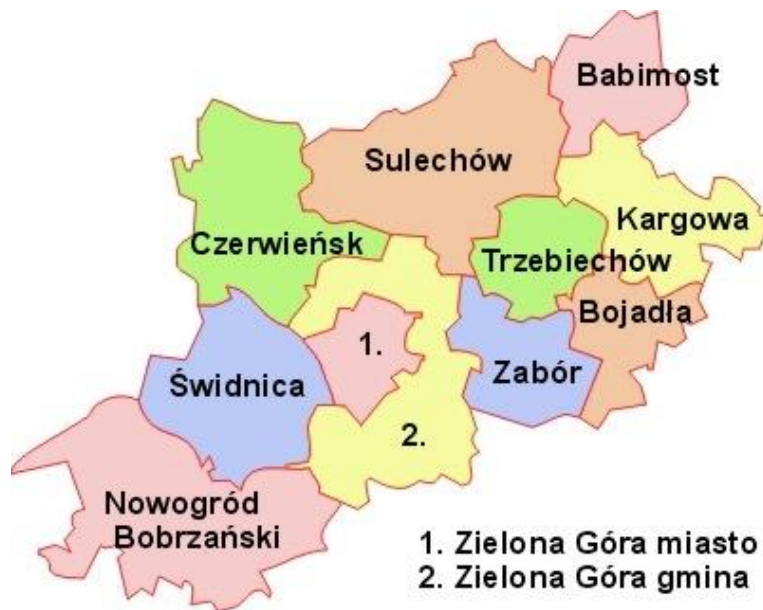 Babimost
Sulechów
Kargowa
Czerwieńsk
Trzebiechów
Bojadła
1.
Zabór
Świdnica
2.
Nowogród
Bobrzański
1. Zielona Góra miasto
2. Zielona Góra gmina